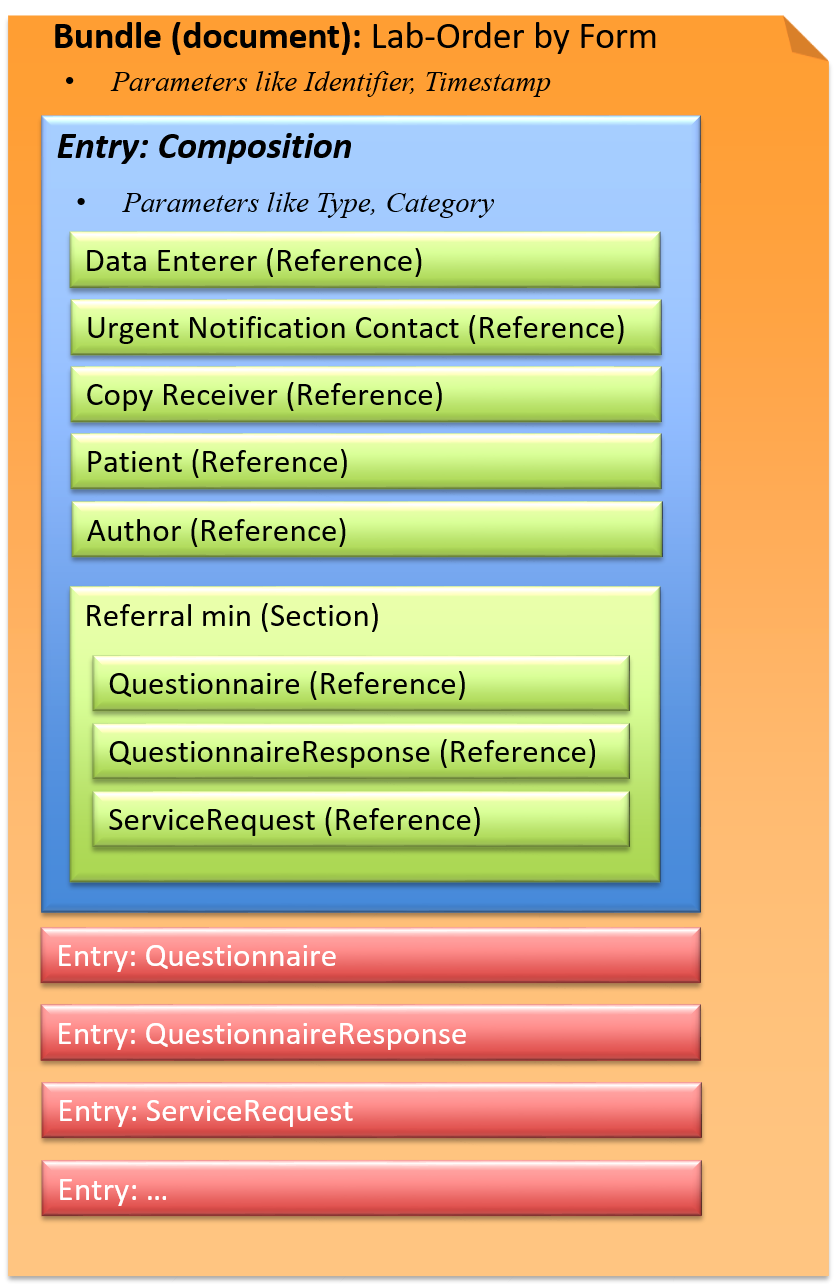 Bundle (document): Lab-Order by Form
• Parameters like Identifier, Timestamp
Entry: Composition
• Parameters like Type, Category
Data Enterer (Reference)
Urgent Notification Contact (Reference)
Copy Receiver (Reference)
Patient (Reference)
Author (Reference)
Referral min (Section)
Questionnaire (Reference)
QuestionnaireResponse (Reference)
ServiceRequest (Reference)
Entry: Questionnaire
Entry: QuestionnaireResponse
Entry: ServiceRequest
Entry: ...